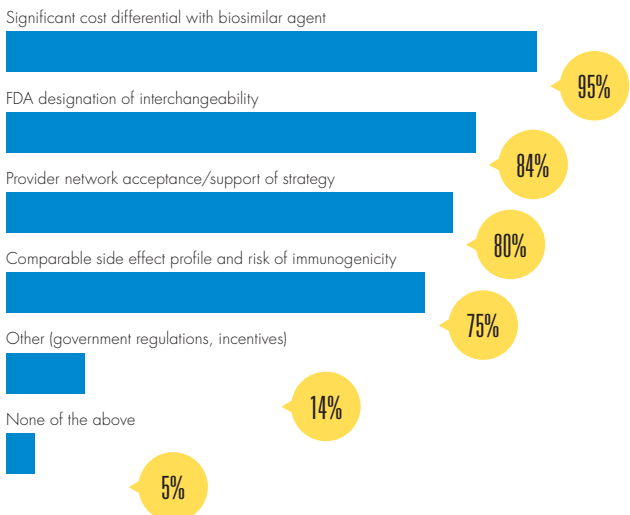 Significant cost differential with biosimilar agent
95%
FDA designation of interchangeability
84%
Provider network acceptance/support of strategy
80%
Comparable side effect profile and risk of immunogenicity
75%
Other (government regulations, incentives)
14%
None of the above
5%